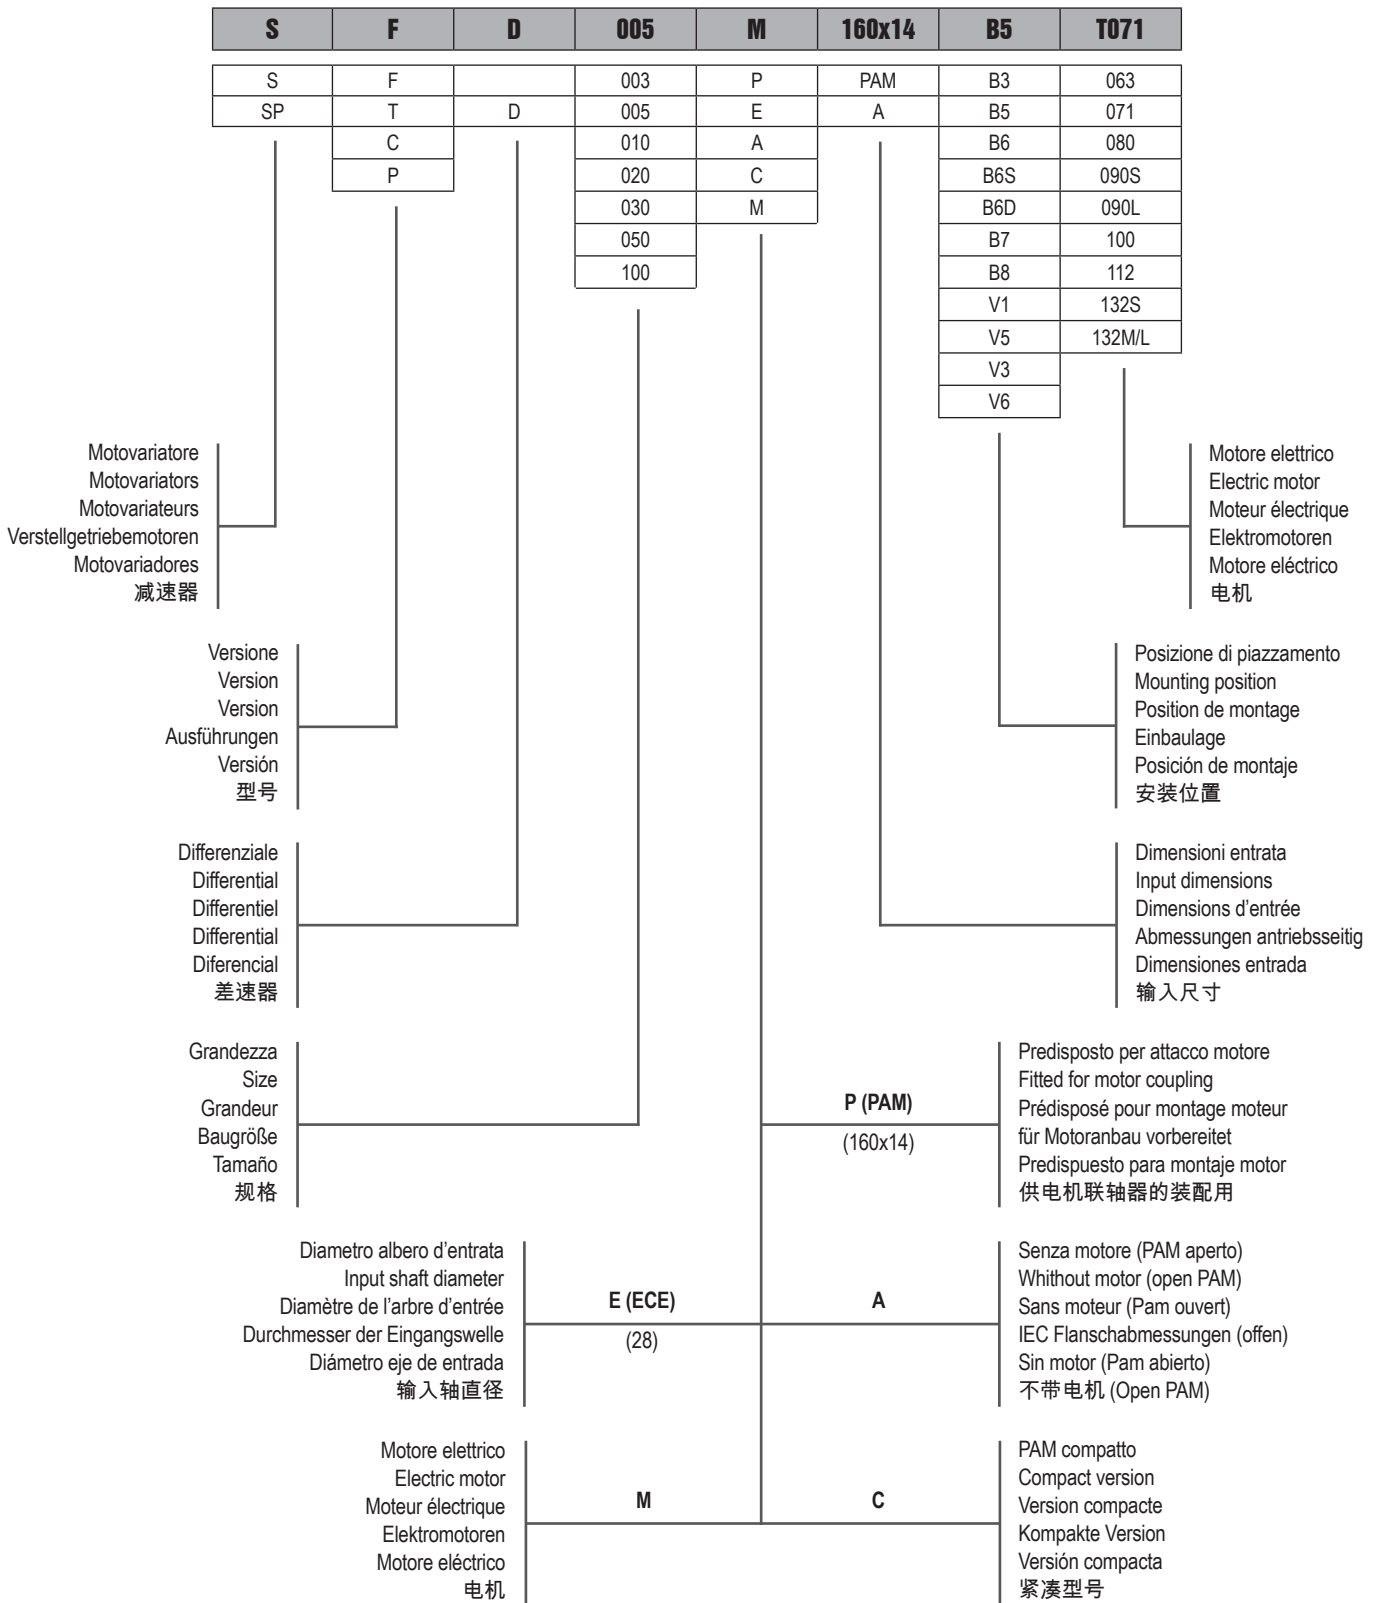 S F D 005 M 160x14 B5 T071
S F 003 P PAM B3 063
SP T D 005 E A B5 071
C 010 A B6 080
P 020 C B6S 090S
030 M B6D 090L
050 B7 100
100 B8 112
V1 132S
V5 132M/L
V3
V6
Motovariatore
Motovariators
Motovariateurs
Verstellgetriebemotoren
Motovariadores
减速器
Motore elettrico
Electric motor
Moteur électrique
Elektromotoren
Motore eléctrico
电机
Versione
Version
Version
Ausführungen
Versión
型号
Posizione di piazzamento
Mounting position
Position de montage
Einbaulage
Posición de montaje
安装位置
Differenziale
Differential
Differentiel
Differential
Diferencial
差速器
Dimensioni entrata
Input dimensions
Dimensions d'entrée
Abmessungen antriebsseitig
Dimensiones entrada
输入尺寸
Grandezza
Size
Grandeur
Baugröße
Tamaño
规格
P (PAM)
(160x14)
Predisposto per attacco motore
Fitted for motor coupling
Prédisposé pour montage moteur
für Motoranbau vorbereitet
Predispuesto para montaje motor
供电机联轴器的装配用
Diametro albero d'entrata
Input shaft diameter
Diamètre de l'arbre d'entrée
Durchmesser der Eingangswelle
Diámetro eje de entrada
输入轴直径
E (ECE)
(28)
A
Senza motore (PAM aperto)
Whithout motor (open PAM)
Sans moteur (Pam ouvert)
IEC Flanschabmessungen (offen)
Sin motor (Pam abierto)
不带电机 (Open PAM)
Motore elettrico
Electric motor
Moteur électrique
Elektromotoren
Motore eléctrico
电机
M
C
PAM compatto
Compact version
Version compacte
Kompakte Version
Versión compacta
紧凑型号